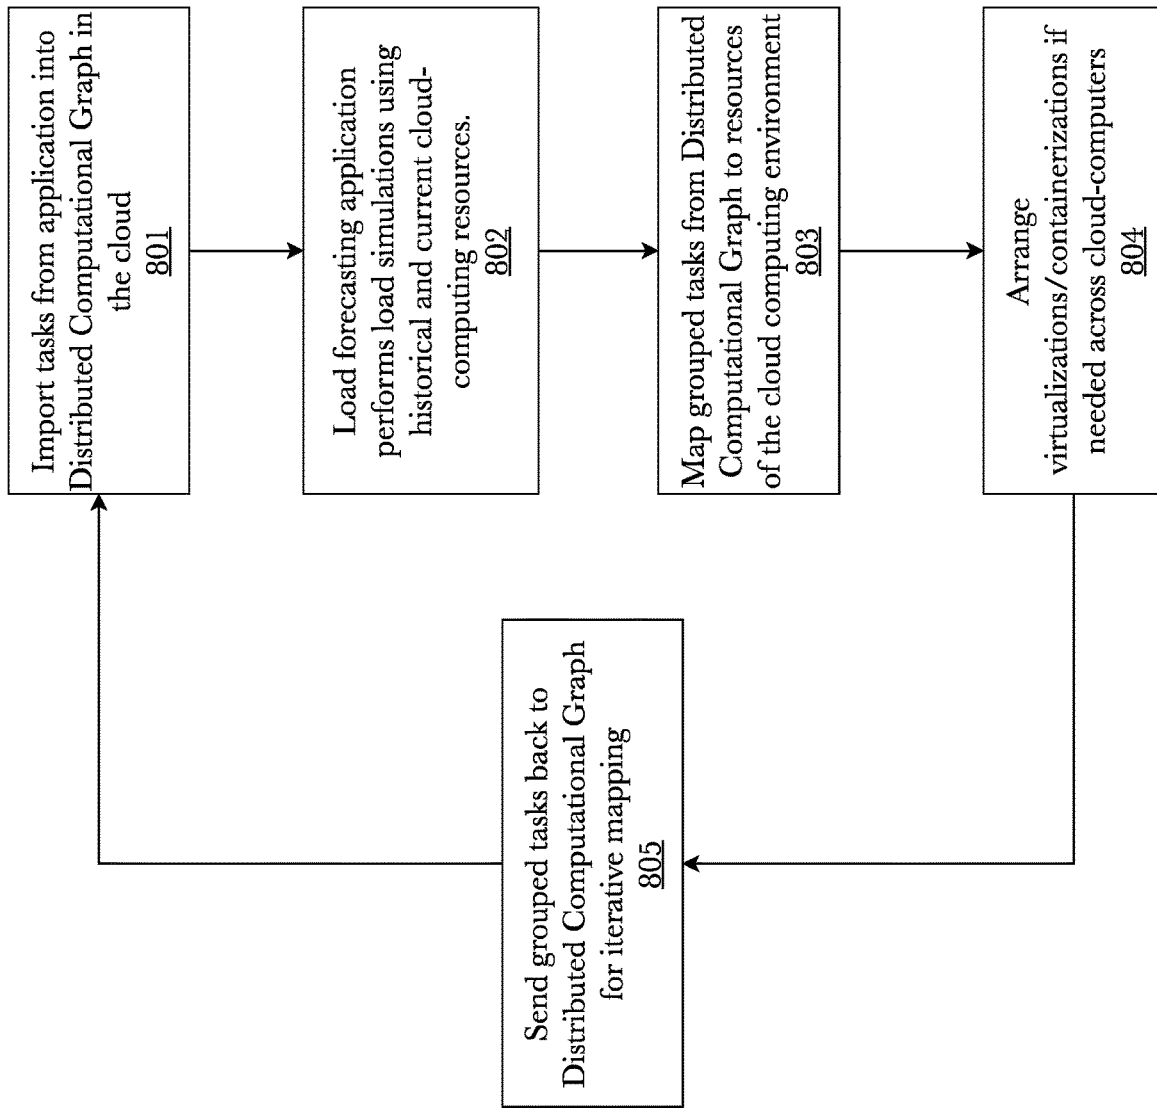 Import tasks from application into
Distributed Computational Graph in
the cloud
801
Load forecasting application
performs load simulations using
historical and current cloud-
computing resources.
802
Map grouped tasks from Distributed
Computational Graph to resources
of the cloud computing environment
803
Arrange
virtualizations/containerizations if
needed across cloud-computers
804
Send grouped tasks back to
Distributed Computational Graph
for iterative mapping
805